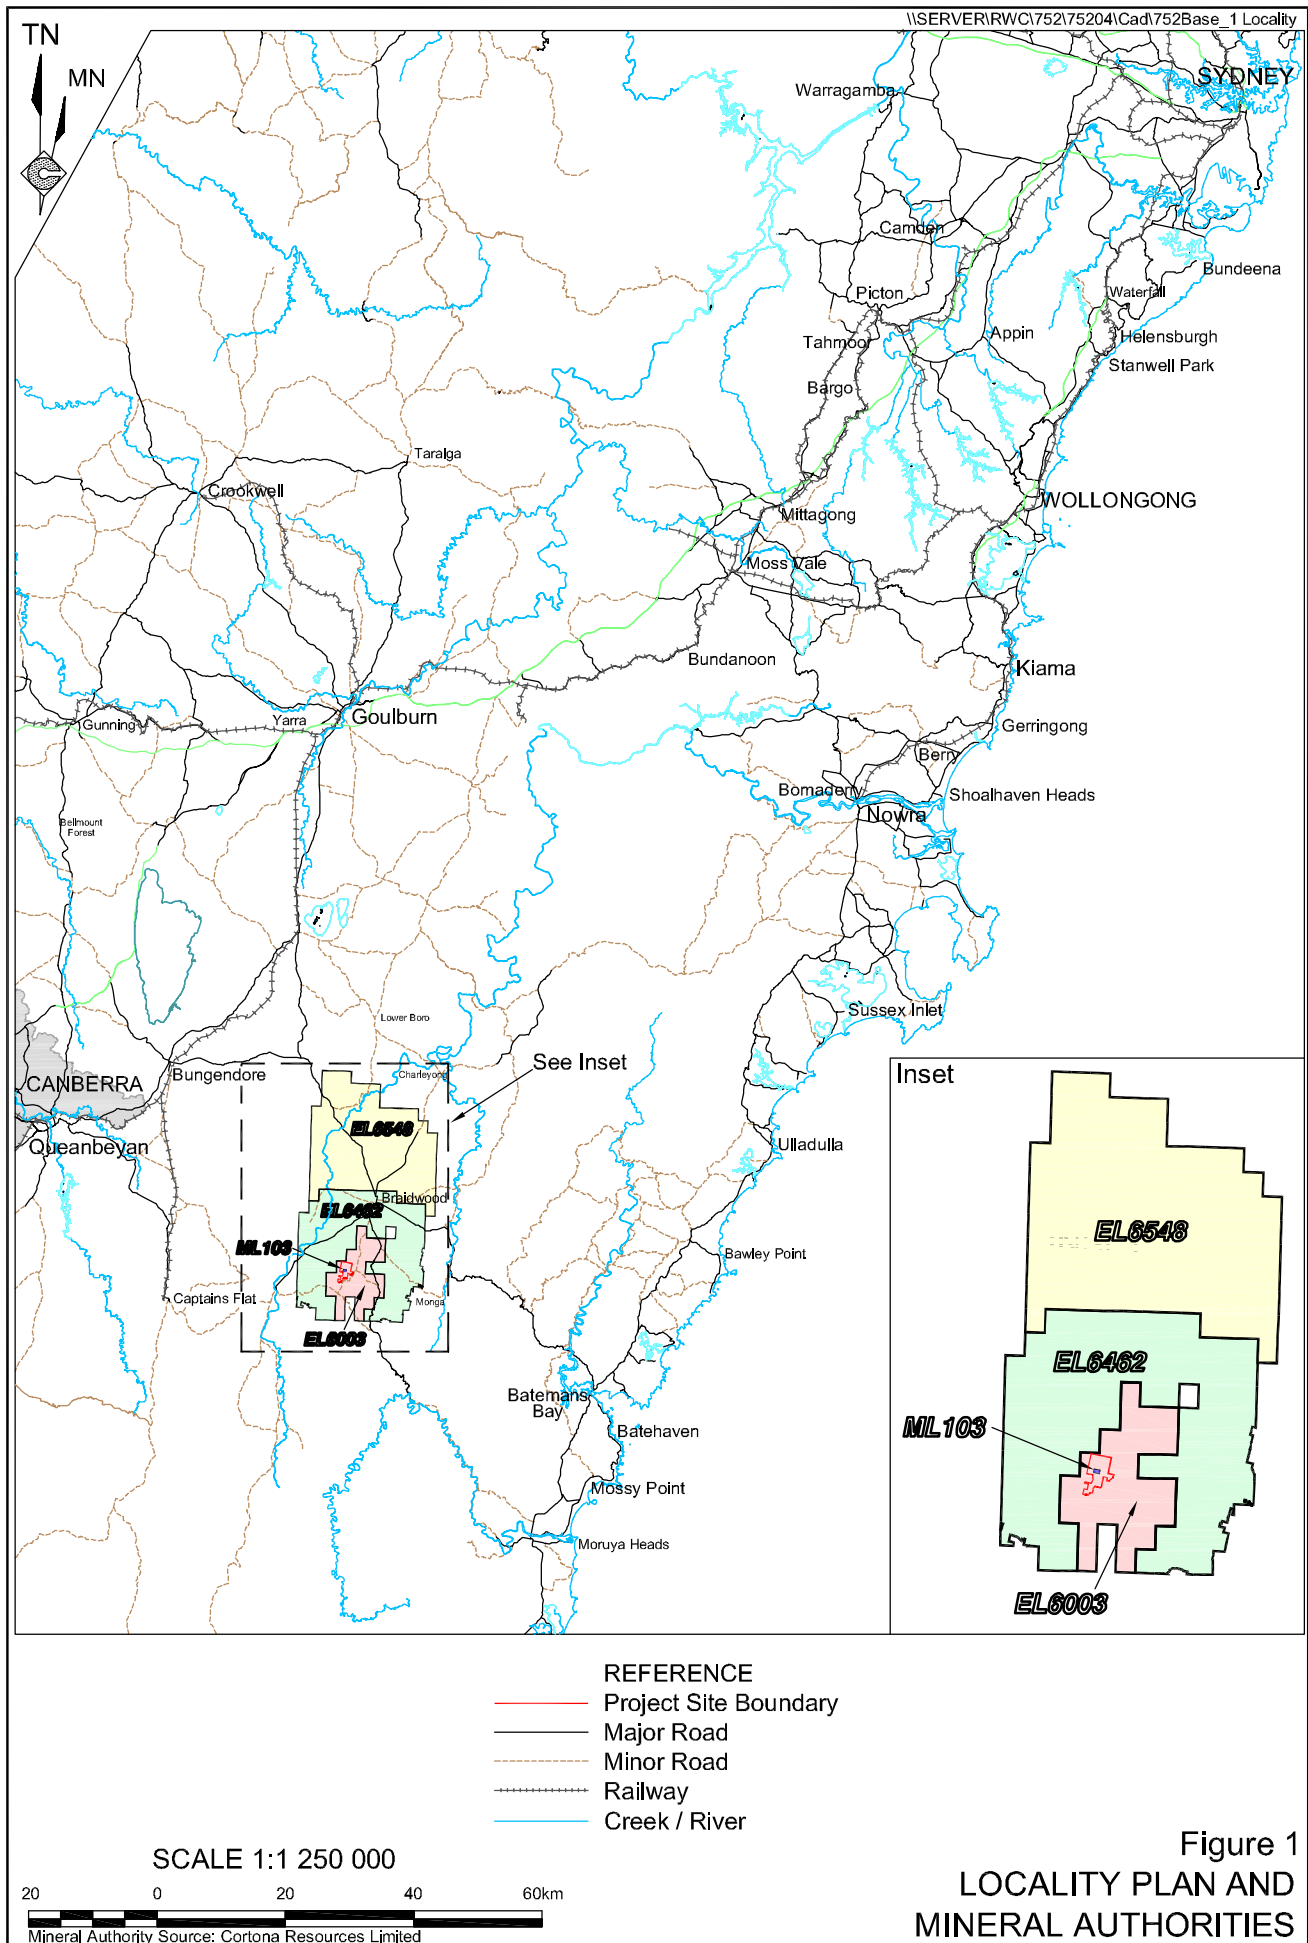 \\SERVER\RWC\752\75204\Cad\752Base_1 Locality
TN
MN
SYDNEY
Warragamba
Camden
Bundeena
Picton
Waterfall
Tahmoor
Appin
Helensburgh
Stanwell Park
Bargo
Taralga
Crookwell
WOLLONGONG
Mittagong
Moss Vale
Bundanoon
Kiama
Gunning
Yarra
Goulburn
Gerringong
Berry
Bomaderry
Shoalhaven Heads
Nowra
Bellmount
Forest
Sussex Inlet
Lower Boro
See Inset
Charleyong
CANBERRA
Bungendore
Queanbeyan
EL6548
Ulladulla
Braidwood
EL6462
ML103
Bawley Point
Captains Flat
Monga
EL6003
Batemans
Bay
Batehaven
Mossy Point
Moruya Heads
Inset
EL6548
EL6462
ML103
EL6003
REFERENCE
Project Site Boundary
Major Road
Minor Road
Railway
Creek / River
SCALE 1:1 250 000
20 0 20 40 60km
Mineral Authority Source: Cortona Resources Limited
Figure 1
LOCALITY PLAN AND
MINERAL AUTHORITIES